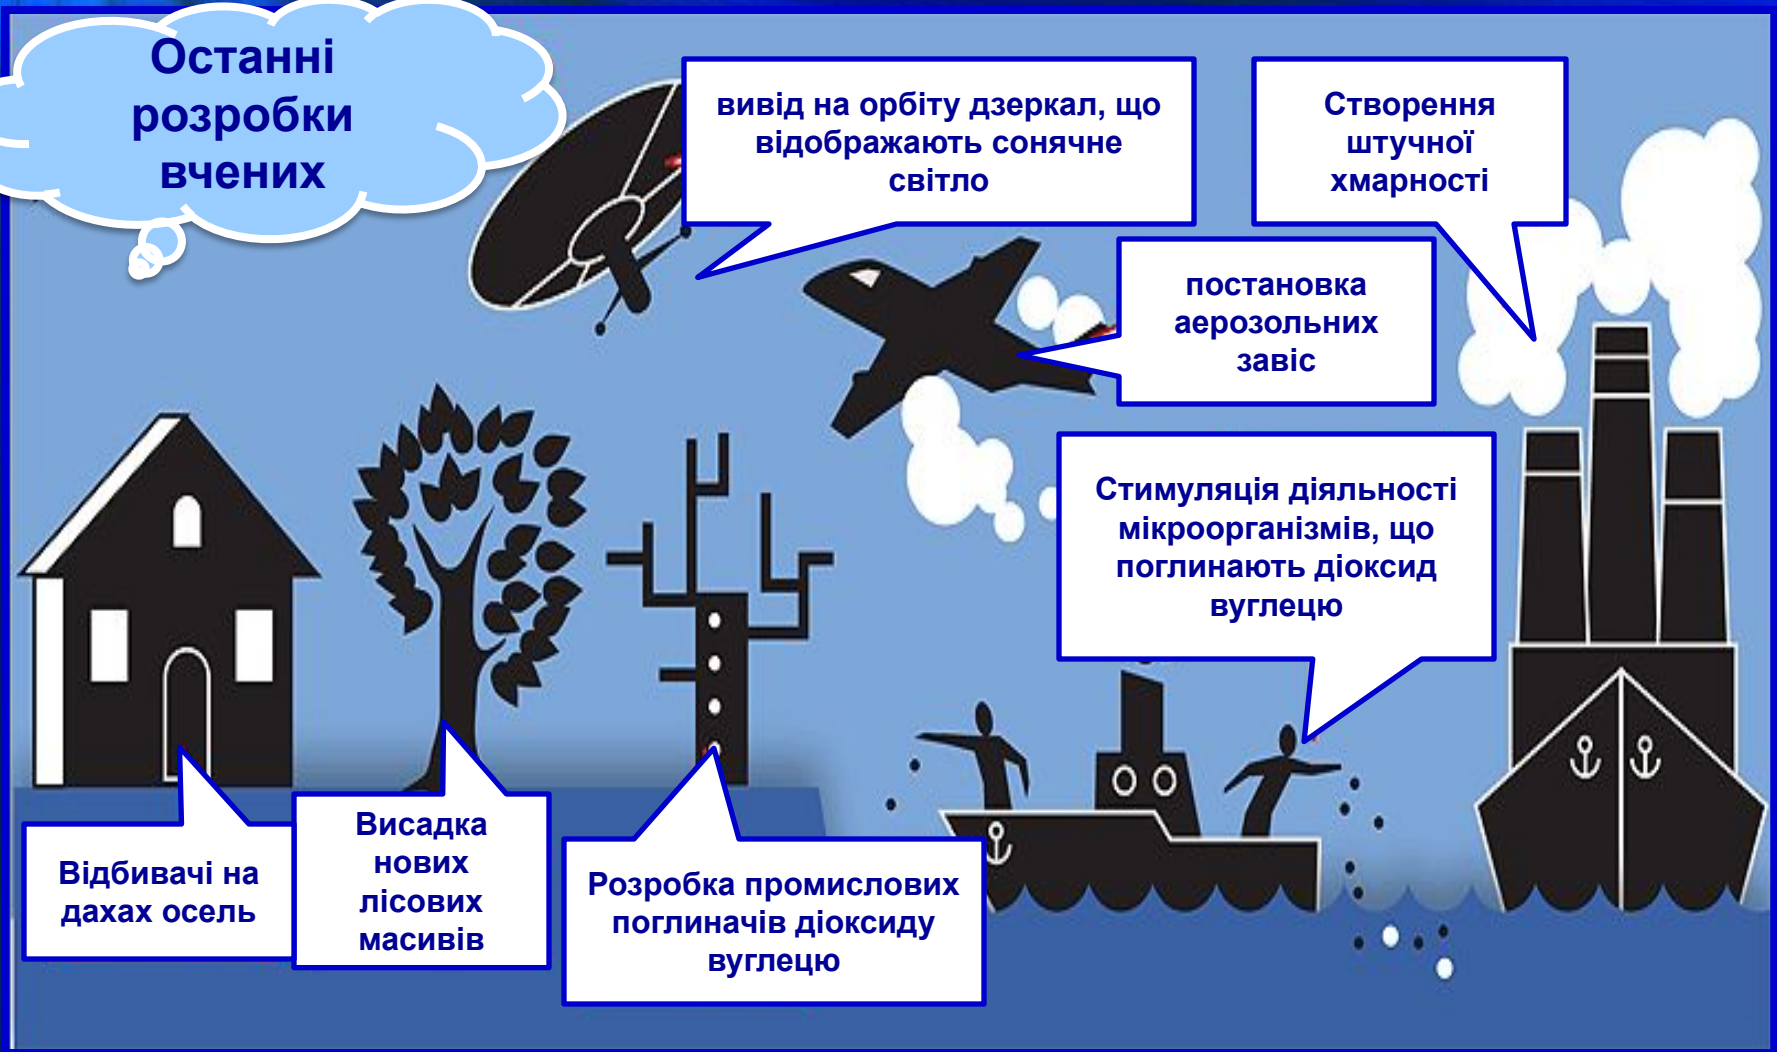 Останні
розробки
вчених
вивід на орбіту дзеркал, що
відображають сонячне
світло
Створення
штучної
хмарності
постановка
аерозольних
завіс
Стимуляція діяльності
мікроорганізмів, що
поглинають діоксид
вуглецю
Відбивачі на
дахах осель
Висадка
нових
лісових
масивів
Розробка промислових
поглиначів діоксиду
вуглецю